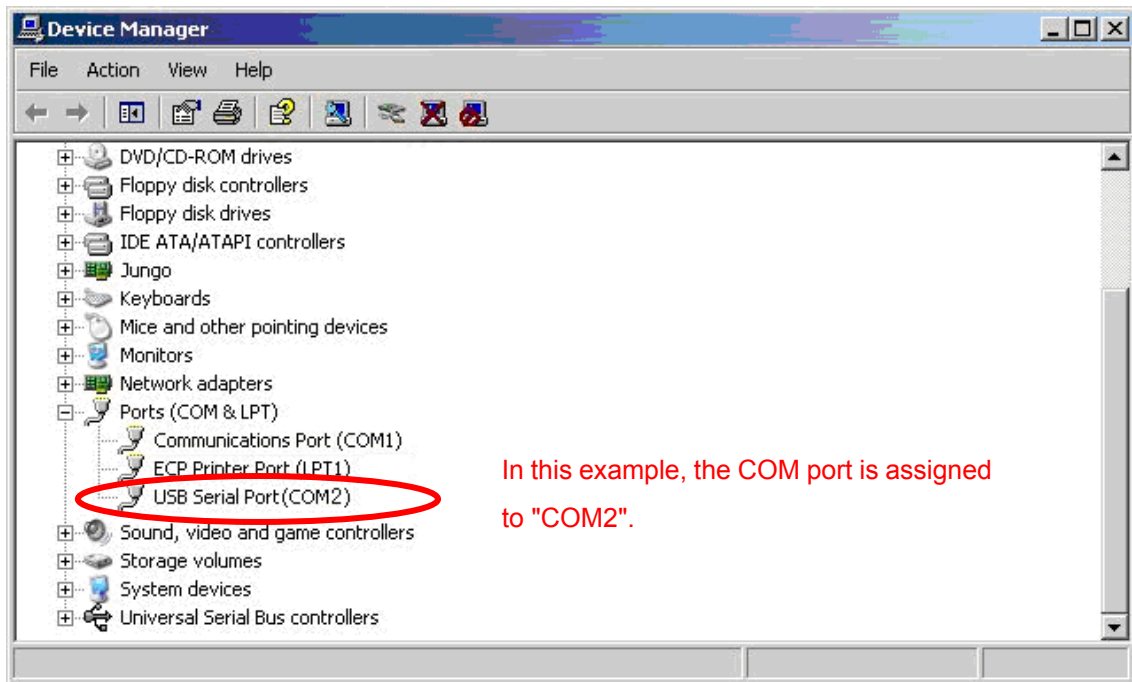 Device Manager
File Action View Help
DVD/CD-ROM drives
Floppy disk controllers
Floppy disk drives
IDE ATA/ATAPI controllers
Jungo
Keyboards
Mice and other pointing devices
Monitors
Network adapters
Ports (COM & LPT)
Communications Port (COM1)
ECP Printer Port (LPT1)
USB Serial Port(COM2)
In this example, the COM port is assigned
to "COM2".
Sound, video and game controllers
Storage volumes
System devices
Universal Serial Bus controllers